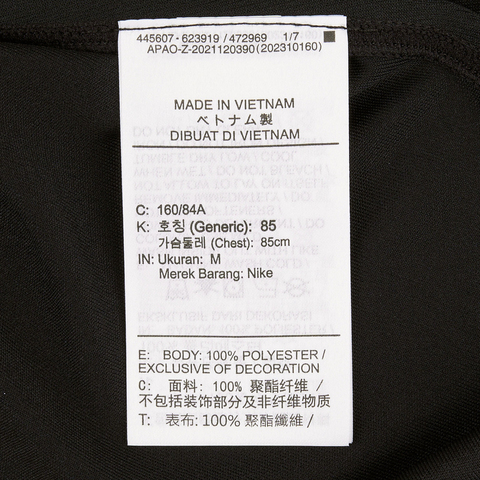 445607-623919 / 472969 1/7
APAO-Z-2021120390 (202310160)
MADE IN VIETNAM
ベトナム製
DIBUAT DI VIETNAM
C: 160/84A
K: 호칭 (Generic): 85
가슴둘레 (Chest): 85cm
IN: Ukuran: M
Merek Barang: Nike
E: BODY: 100% POLYESTER /
EXCLUSIVE OF DECORATION
C: 面料: 100% 聚酯纤维 /
不包括装饰部分及非纤维物质
T: 表布: 100% 聚酯纖維 /